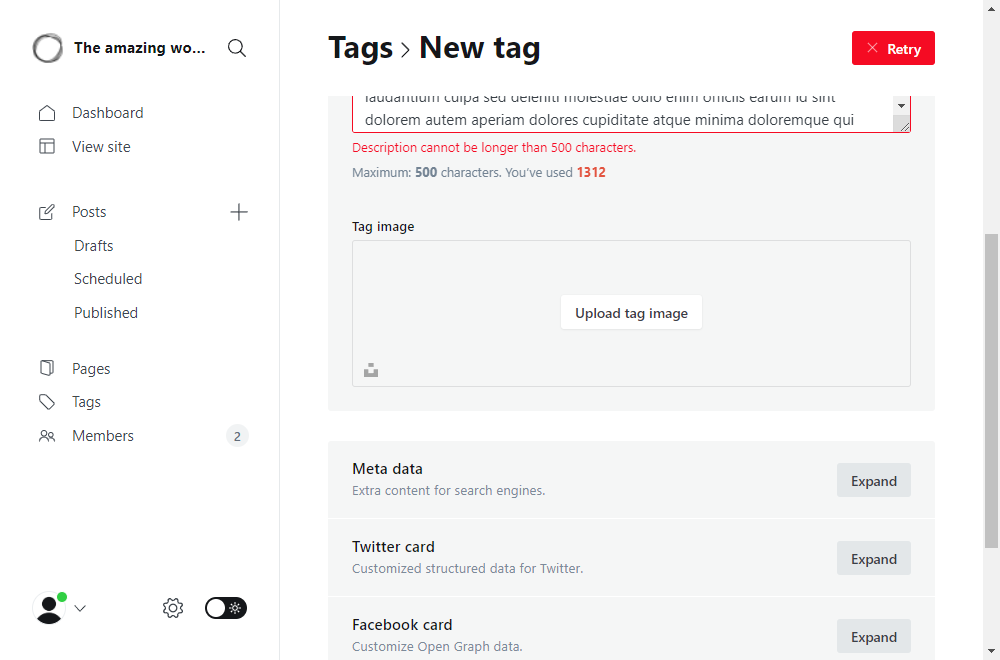 The amazing wo...
Dashboard
View site
Posts
Drafts
Scheduled
Published
Pages
Tags
Members
2
Tags > New tag
Retry
laudantium culpa sed deleniti molestiae odio enim officiis earum id sint
dolorem autem aperiam dolores cupiditate atque minima doloremque qui
Description cannot be longer than 500 characters.
Maximum: 500 characters. You've used 1312
Tag image
Upload tag image
Meta data
Extra content for search engines.
Expand
Twitter card
Customized structured data for Twitter.
Expand
Facebook card
Customize Open Graph data.
Expand